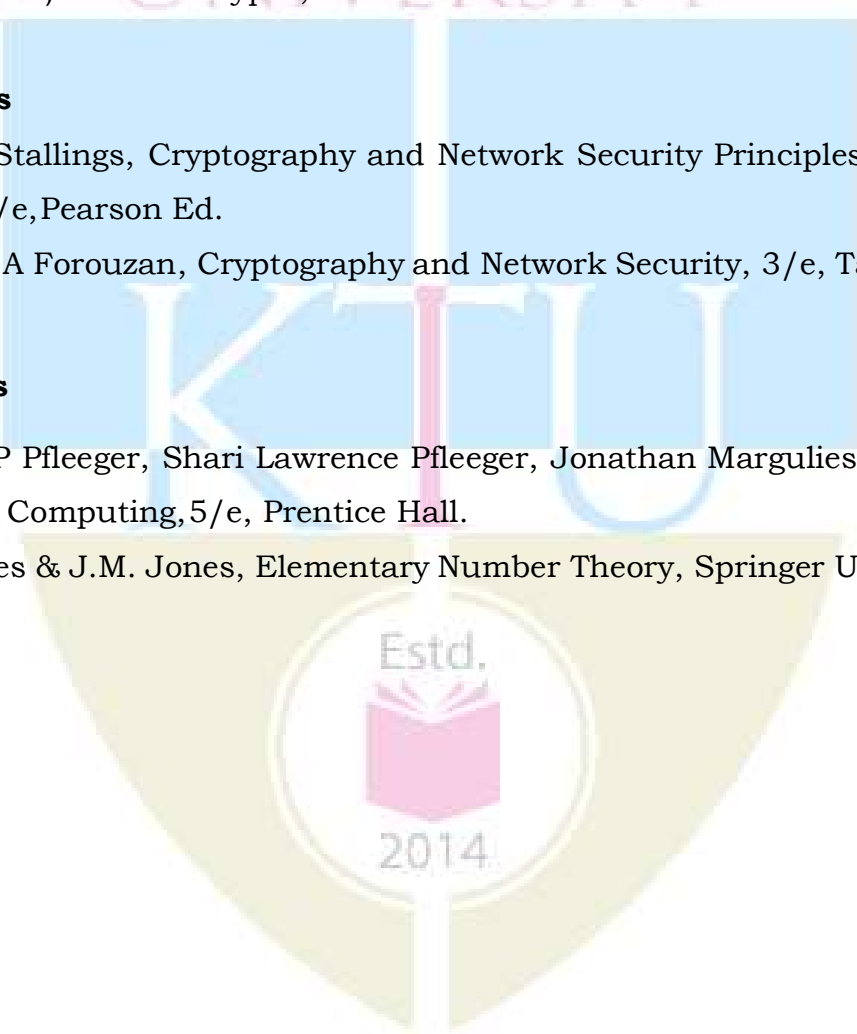 s
Stallings, Cryptography and Network Security Principles
/e,Pearson Ed.
A Forouzan, Cryptography and Network Security, 3/e, Ta
KTU
s
P Pfleeger, Shari Lawrence Pfleeger, Jonathan Margulies
Computing,5/e, Prentice Hall.
es & J.M. Jones, Elementary Number Theory, Springer U
Estd.
2014